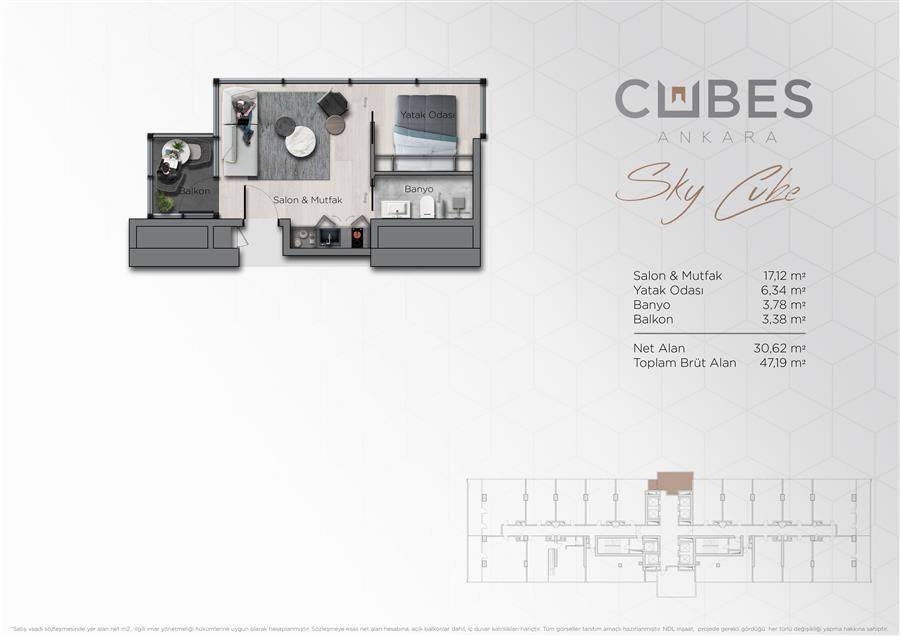 CUBES
ANKARA
Sky Cube
Yatak Odası
Balkon
Banyo
Salon & Mutfak
Salon & Mutfak 17,12 m²
Yatak Odası 6,34 m²
Banyo 3,78 m²
Balkon 3,38 m²
Net Alan 30,62 m²
Toplam Brüt Alan 47,19 m²
*Satış vaadi sözleşmesinde yer alan net m2, ilgili imar yönetmeliği hükümlerine uygun olarak hesaplanmıştır. Sözleşmeye esas net alan hesabına, açık balkonlar dahil, iç duvar batınlıkları hariçtir. Tüm görseller tanıtım amaçlı hazırlanmıştır. NDL inşaat, projede gerekli gördüğü her türlü değişikliği yapma hakkına sahiptir.